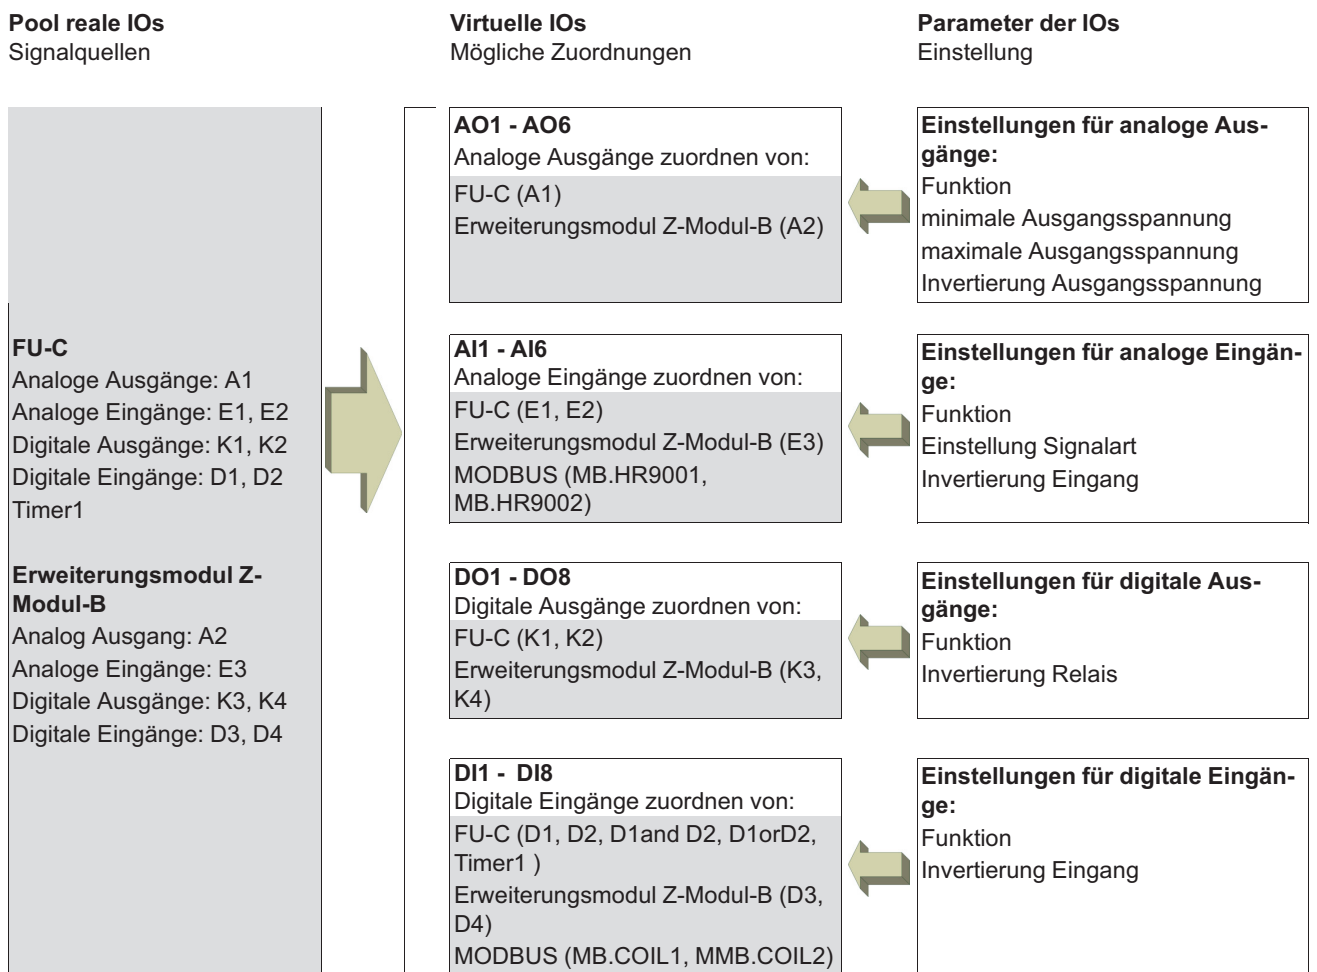 Pool reale IOs
Signalquellen
Virtuelle IOs
Mögliche Zuordnungen
Parameter der IOs
Einstellung
FU-C
Analoge Ausgänge: A1
Analoge Eingänge: E1, E2
Digitale Ausgänge: K1, K2
Digitale Eingänge: D1, D2
Timer1
Erweiterungsmodul Z-
Modul-B
Analog Ausgang: A2
Analoge Eingänge: E3
Digitale Ausgänge: K3, K4
Digitale Eingänge: D3, D4
AO1 - AO6
Analoge Ausgänge zuordnen von:
FU-C (A1)
Erweiterungsmodul Z-Modul-B (A2)
Einstellungen für analoge Aus-
gänge:
Funktion
minimale Ausgangsspannung
maximale Ausgangsspannung
Invertierung Ausgangsspannung
AI1 - AI6
Analoge Eingänge zuordnen von:
FU-C (E1, E2)
Erweiterungsmodul Z-Modul-B (E3)
MODBUS (MB.HR9001,
MB.HR9002)
Einstellungen für analoge Eingän-
ge:
Funktion
Einstellung Signalart
Invertierung Eingang
DO1 - DO8
Digitale Ausgänge zuordnen von:
FU-C (K1, K2)
Erweiterungsmodul Z-Modul-B (K3,
K4)
Einstellungen für digitale Aus-
gänge:
Funktion
Invertierung Relais
DI1 -  DI8
Digitale Eingänge zuordnen von:
FU-C (D1, D2, D1and D2, D1orD2,
Timer1 )
Erweiterungsmodul Z-Modul-B (D3,
D4)
MODBUS (MB.COIL1, MMB.COIL2)
Einstellungen für digitale Eingän-
ge:
Funktion
Invertierung Eingang